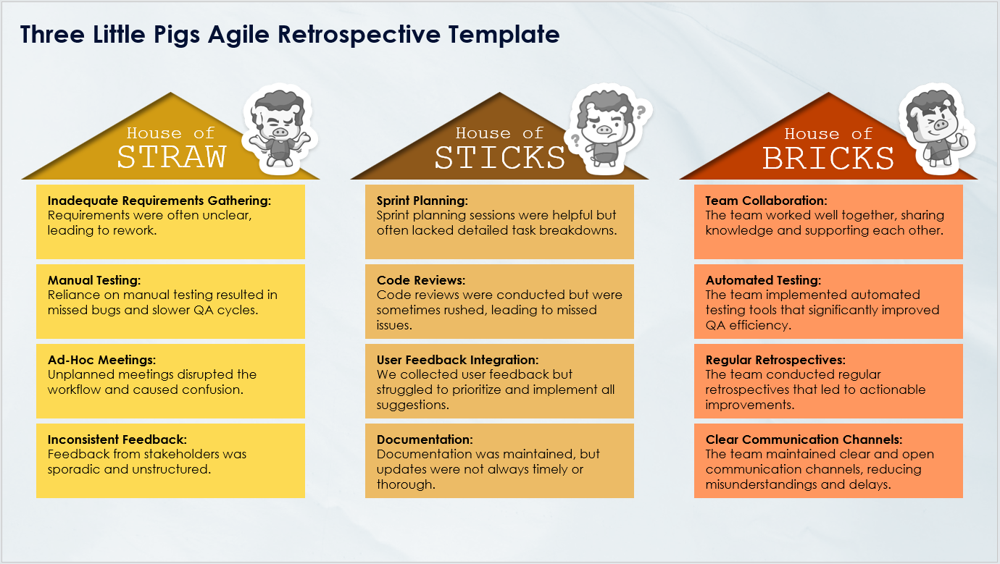 Three Little Pigs Agile Retrospective Template
House of
STRAW
Inadequate Requirements Gathering:
Requirements were often unclear,
leading to rework.
Manual Testing:
Reliance on manual testing resulted in
missed bugs and slower QA cycles.
Ad-Hoc Meetings:
Unplanned meetings disrupted the
workflow and caused confusion.
Inconsistent Feedback:
Feedback from stakeholders was
sporadic and unstructured.
House of
STICKS
? ?
Sprint Planning:
Sprint planning sessions were helpful but
often lacked detailed task breakdowns.
Code Reviews:
Code reviews were conducted but were
sometimes rushed, leading to missed
issues.
User Feedback Integration:
We collected user feedback but
struggled to prioritize and implement all
suggestions.
Documentation:
Documentation was maintained, but
updates were not always timely or
thorough.
House of
BRICKS
Team Collaboration:
The team worked well together, sharing
knowledge and supporting each other.
Automated Testing:
The team implemented automated
testing tools that significantly improved
QA efficiency.
Regular Retrospectives:
The team conducted regular
retrospectives that led to actionable
improvements.
Clear Communication Channels:
The team maintained clear and open
communication channels, reducing
misunderstandings and delays.